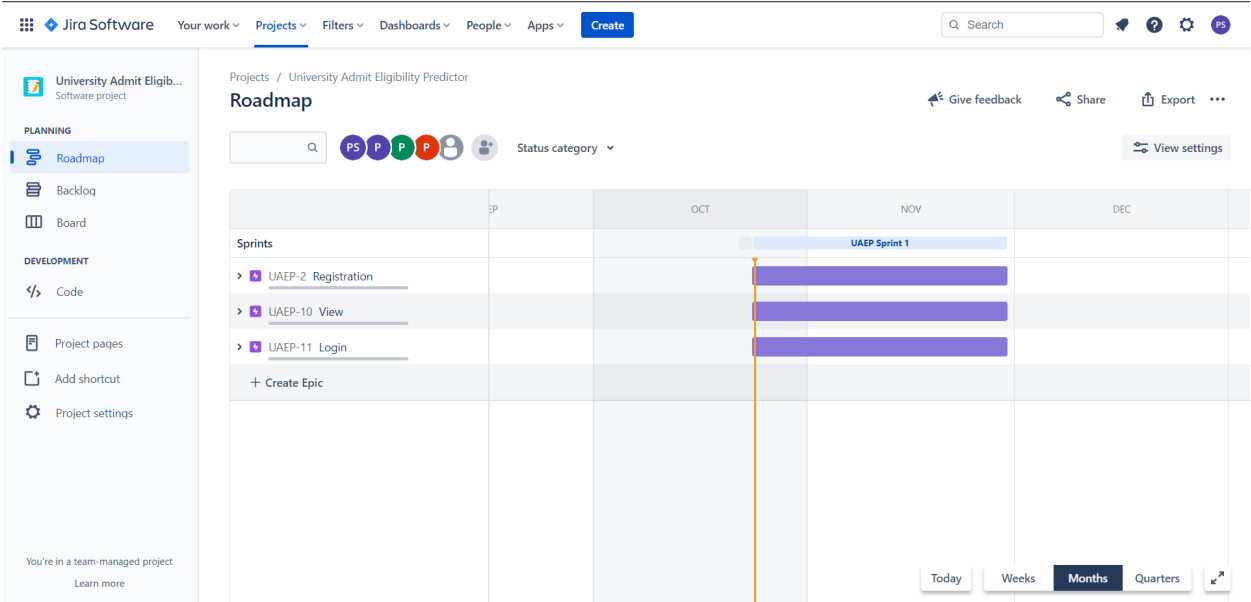 Jira Software Your work Projects Filters Dashboards People Apps Create Search PS
University Admit Eligib...
Software project
PLANNING
Roadmap
Backlog
Board
DEVELOPMENT
Code
Project pages
Add shortcut
Project settings
You're in a team-managed project
Learn more
Projects / University Admit Eligibility Predictor
Roadmap
Give feedback Share Export
PS P P P Status category View settings
EP OCT NOV DEC
Sprints UAEP Sprint 1
UAEP-2 Registration
UAEP-10 View
UAEP-11 Login
+ Create Epic
Today Weeks Months Quarters